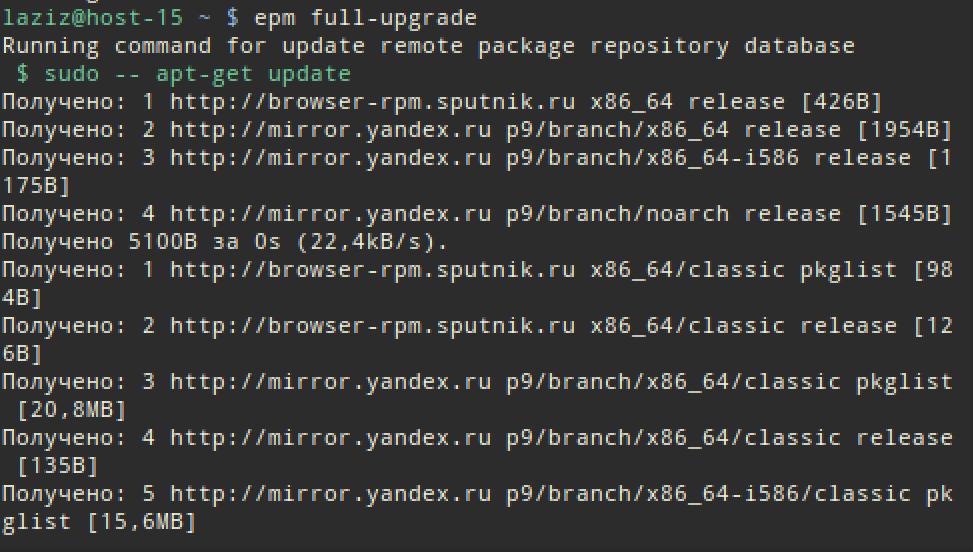 laziz@host-15 ~ $ epm full-upgrade
Running command for update remote package repository database
 $ sudo -- apt-get update
Получено: 1 http://browser-rpm.sputnik.ru x86_64 release [426B]
Получено: 2 http://mirror.yandex.ru p9/branch/x86_64 release [1954B]
Получено: 3 http://mirror.yandex.ru p9/branch/x86_64-i586 release [1
175B]
Получено: 4 http://mirror.yandex.ru p9/branch/noarch release [1545B]
Получено 5100B за 0s (22,4kB/s).
Получено: 1 http://browser-rpm.sputnik.ru x86_64/classic pkglist [98
4B]
Получено: 2 http://browser-rpm.sputnik.ru x86_64/classic release [12
6B]
Получено: 3 http://mirror.yandex.ru p9/branch/x86_64/classic pkglist
 [20,8MB]
Получено: 4 http://mirror.yandex.ru p9/branch/x86_64/classic release
 [135B]
Получено: 5 http://mirror.yandex.ru p9/branch/x86_64-i586/classic pk
glist [15,6MB]